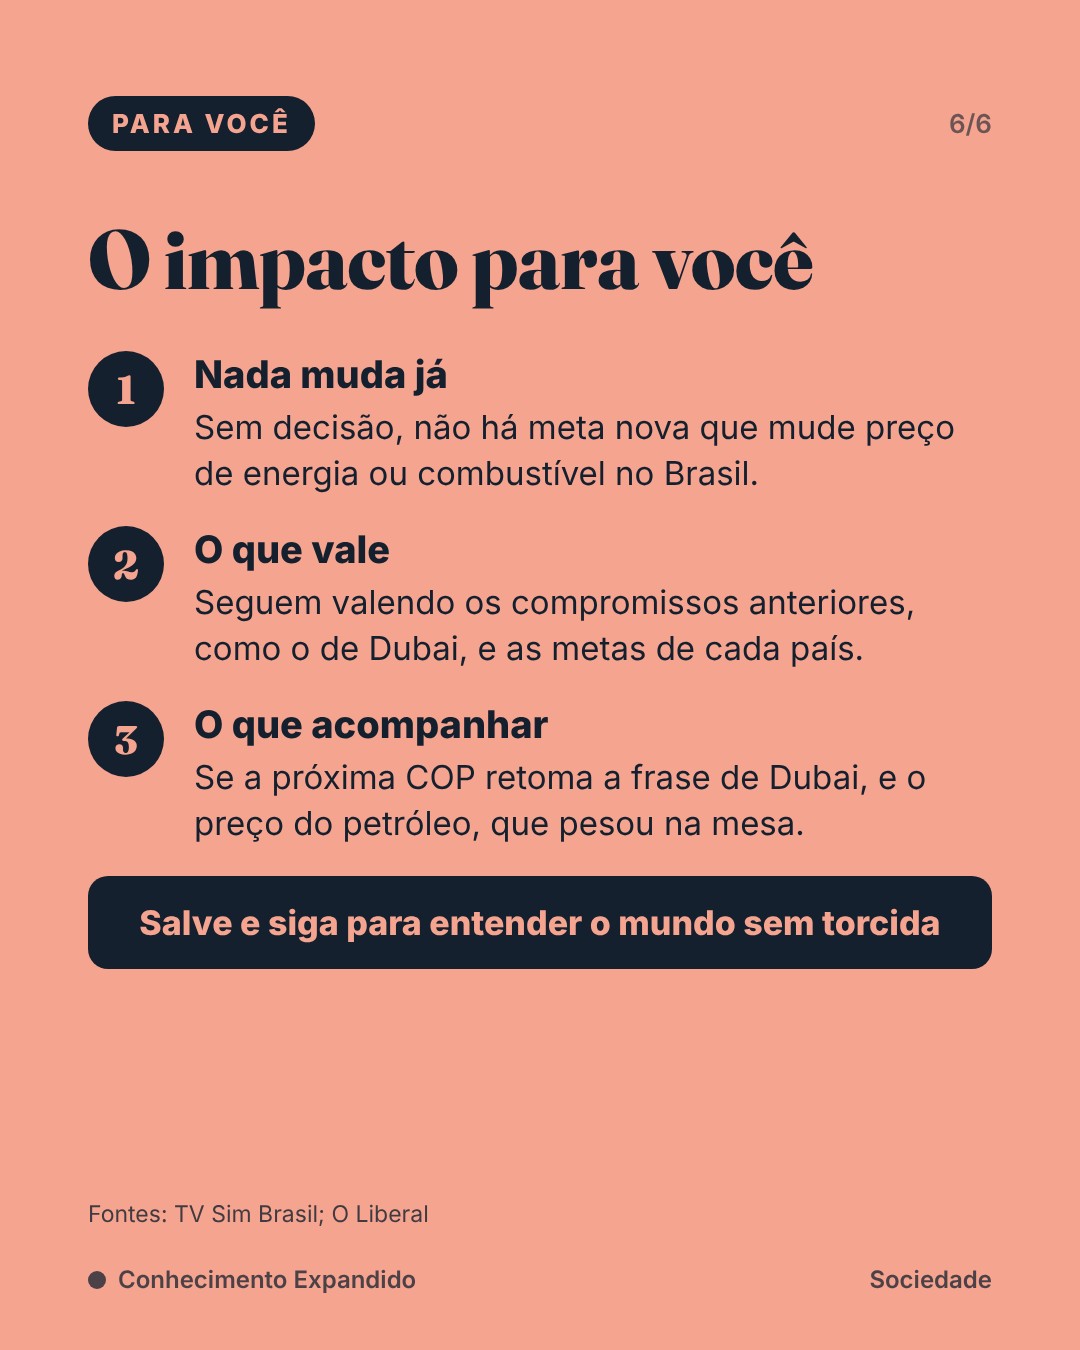 PARA VOCÊ
6/6
O impacto para você
1
Nada muda já
Sem decisão, não há meta nova que mude preço
de energia ou combustível no Brasil.
2
O que vale
Seguem valendo os compromissos anteriores,
como o de Dubai, e as metas de cada país.
3
O que acompanhar
Se a próxima COP retoma a frase de Dubai, e o
preço do petróleo, que pesou na mesa.
Salve e siga para entender o mundo sem torcida
Fontes: TV Sim Brasil; O Liberal
Conhecimento Expandido
Sociedade